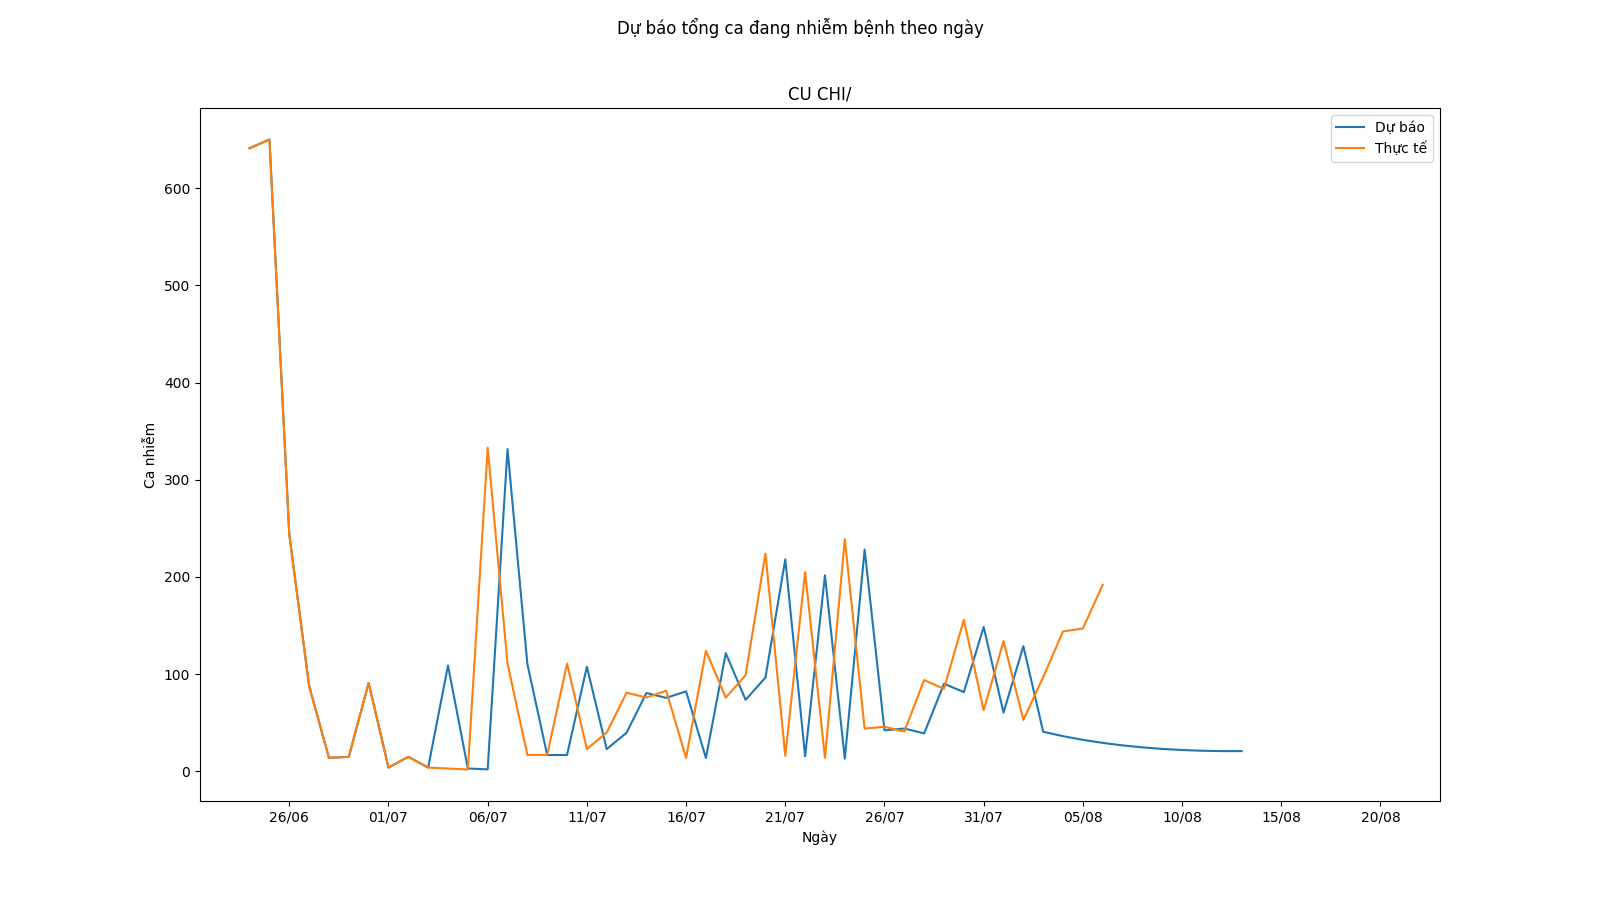 Dự báo tổng ca đang nhiễm bệnh theo ngày
CU CHI/
Dự báo
Thực tế
600
500
400
300
200
100
0
Ca nhiễm
26/06 01/07 06/07 11/07 16/07 21/07 26/07 31/07 05/08 10/08 15/08 20/08
Ngày